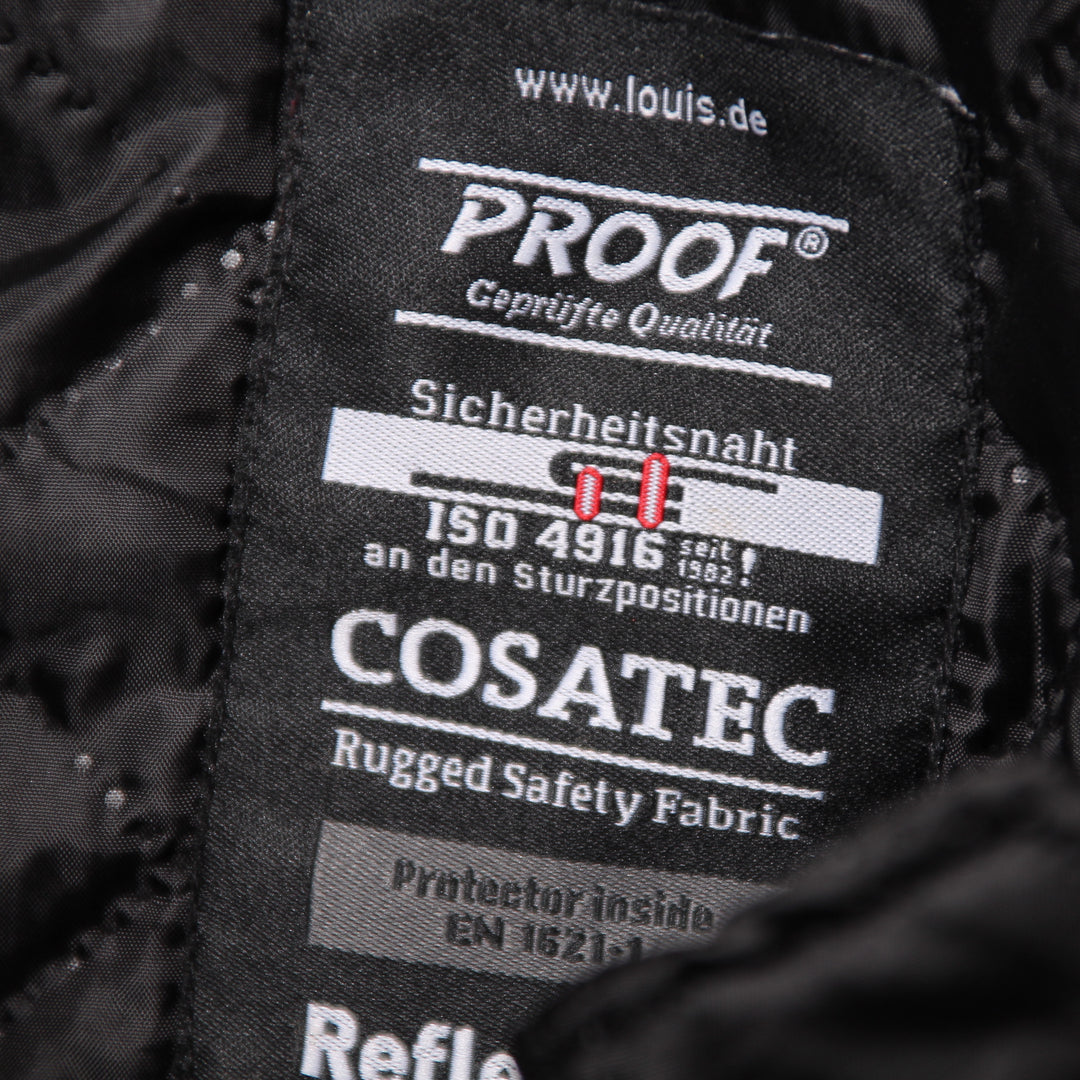 www.louis.de
PROOF®
Geprüfte Qualität
Sicherheitsnaht
ISO 4916 seit 1982!
an den Sturzpositionen
COSATEC
Rugged Safety Fabric
Protector inside
EN 1621-1
Refle